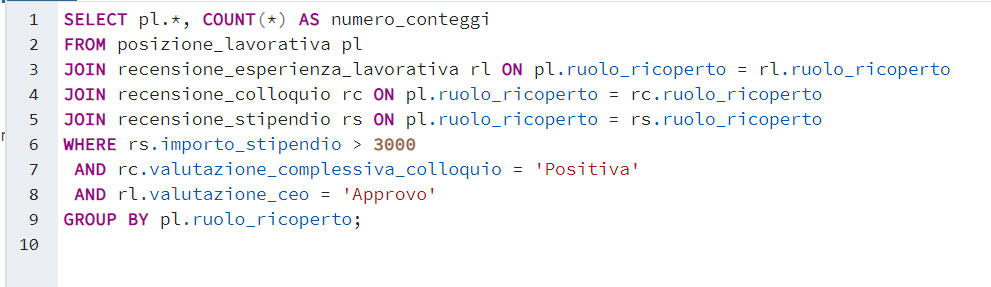 1 SELECT pl.*, COUNT(*) AS numero_conteggi
2 FROM posizione_lavorativa pl
3 JOIN recensione_esperienza_lavorativa rl ON pl.ruolo_ricoperto = rl.ruolo_ricoperto
4 JOIN recensione_colloquio rc ON pl.ruolo_ricoperto = rc.ruolo_ricoperto
5 JOIN recensione_stipendio rs ON pl.ruolo_ricoperto = rs.ruolo_ricoperto
6 WHERE rs.importo_stipendio > 3000
7 AND rc.valutazione_complessiva_colloquio = 'Positiva'
8 AND rl.valutazione_ceo = 'Approvo'
9 GROUP BY pl.ruolo_ricoperto;
10